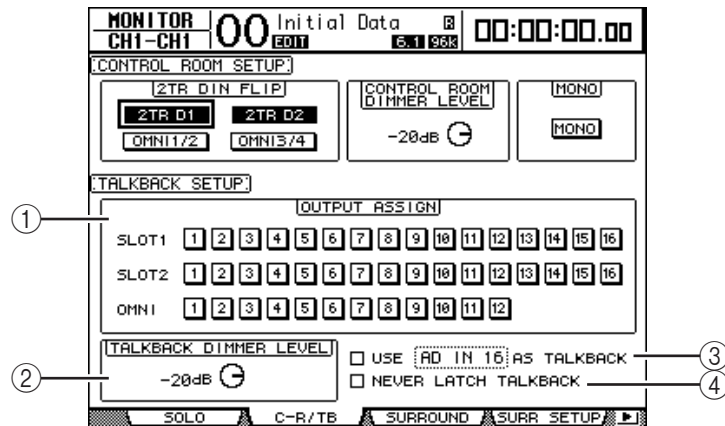 MONITOR
CH1-CH1
00 Initial Data
EDIT
6.1 96k
00:00:00.00
CONTROL ROOM SETUP
2TR DIN FLIP
2TR D1 2TR D2
OMNI1/2 OMNI3/4
CONTROL ROOM
DIMMER LEVEL
-20dB
MONO
MONO
TALKBACK SETUP
1
OUTPUT ASSIGN
SLOT1 1 2 3 4 5 6 7 8 9 10 11 12 13 14 15 16
SLOT2 1 2 3 4 5 6 7 8 9 10 11 12 13 14 15 16
OMNI 1 2 3 4 5 6 7 8 9 10 11 12
2
TALKBACK DIMMER LEVEL
-20dB
USE AD IN 16 AS TALKBACK
3
NEVER LATCH TALKBACK
4
SOLO C-R/TB SURROUND SURR SETUP